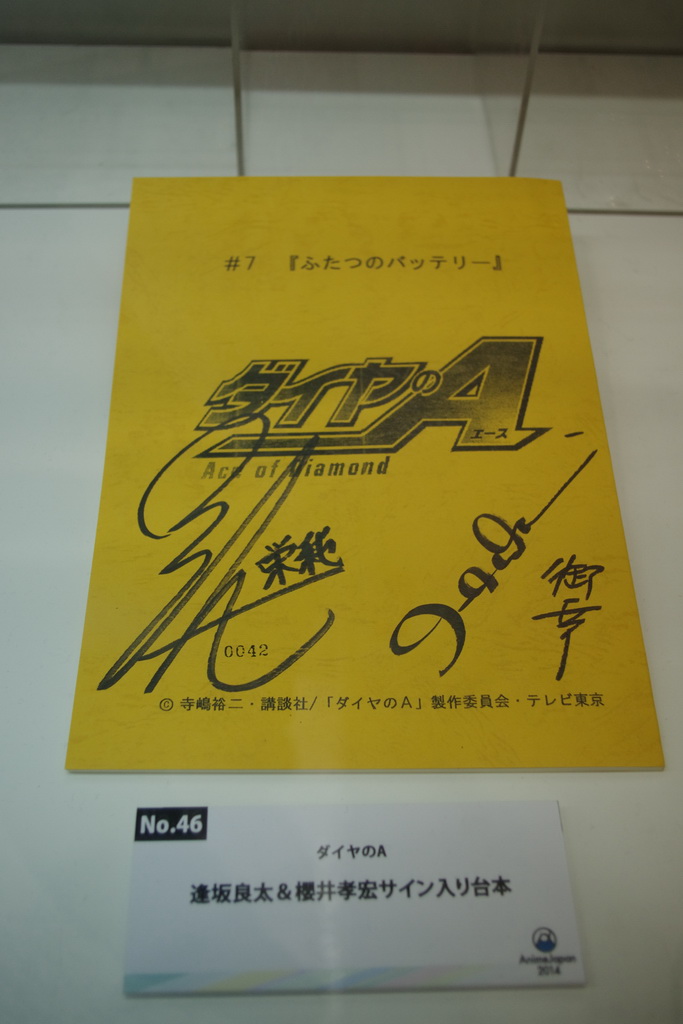 #7 『ふたつのバッテリー』
ダイヤのA
エース
Ace of Diamond
栄純
御幸
0042
© 寺嶋裕二・講談社/「ダイヤのA」製作委員会・テレビ東京
No.46
ダイヤのA
逢坂良太&櫻井孝宏サイン入り台本
AnimeJapan
2014